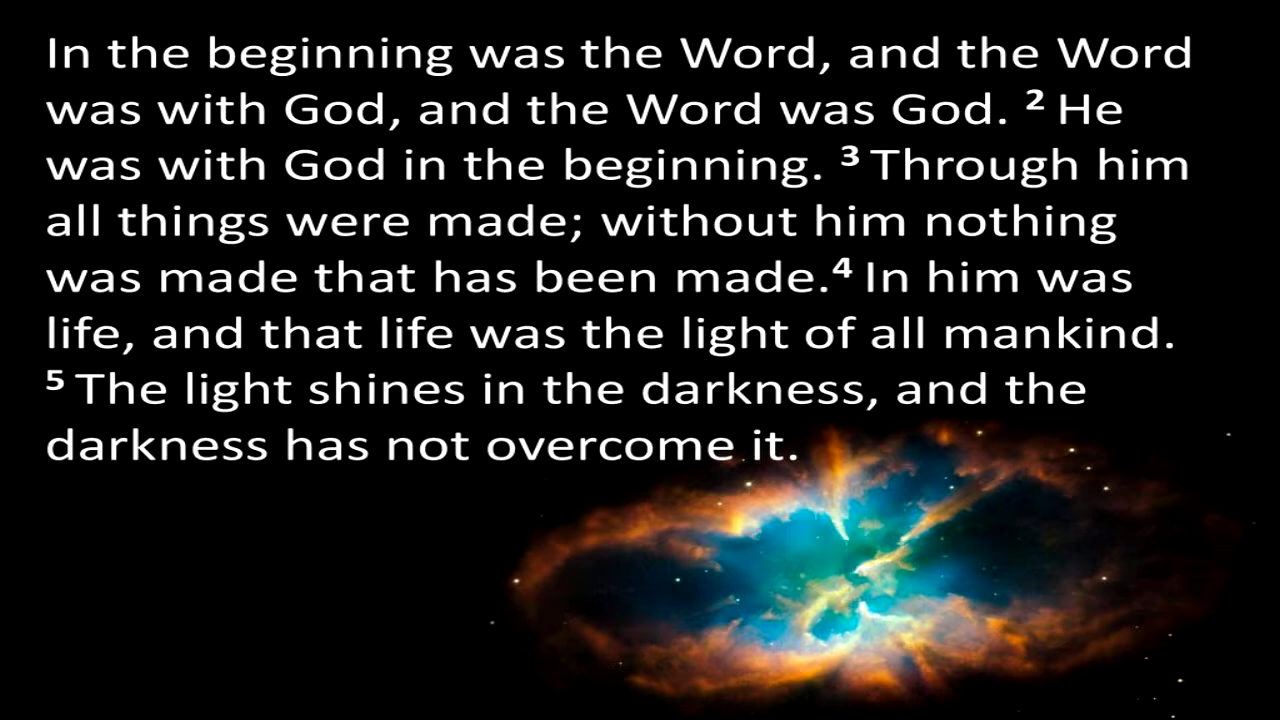 In the beginning was the Word, and the Word
was with God, and the Word was God. ² He
was with God in the beginning. ³ Through him
all things were made; without him nothing
was made that has been made.⁴ In him was
life, and that life was the light of all mankind.
⁵ The light shines in the darkness, and the
darkness has not overcome it.